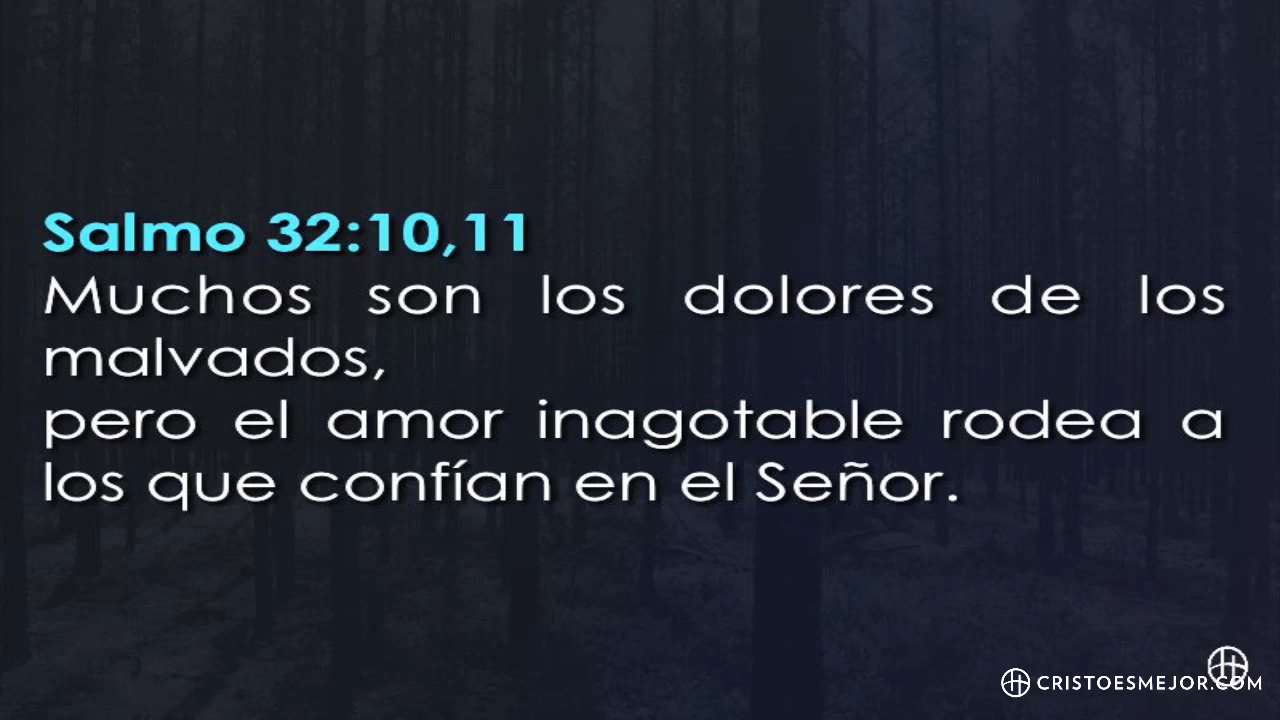 Salmo 32:10,11
Muchos son los dolores de los
malvados,
pero el amor inagotable rodea a
los que confían en el Señor.
CRISTOESMEJOR.COM